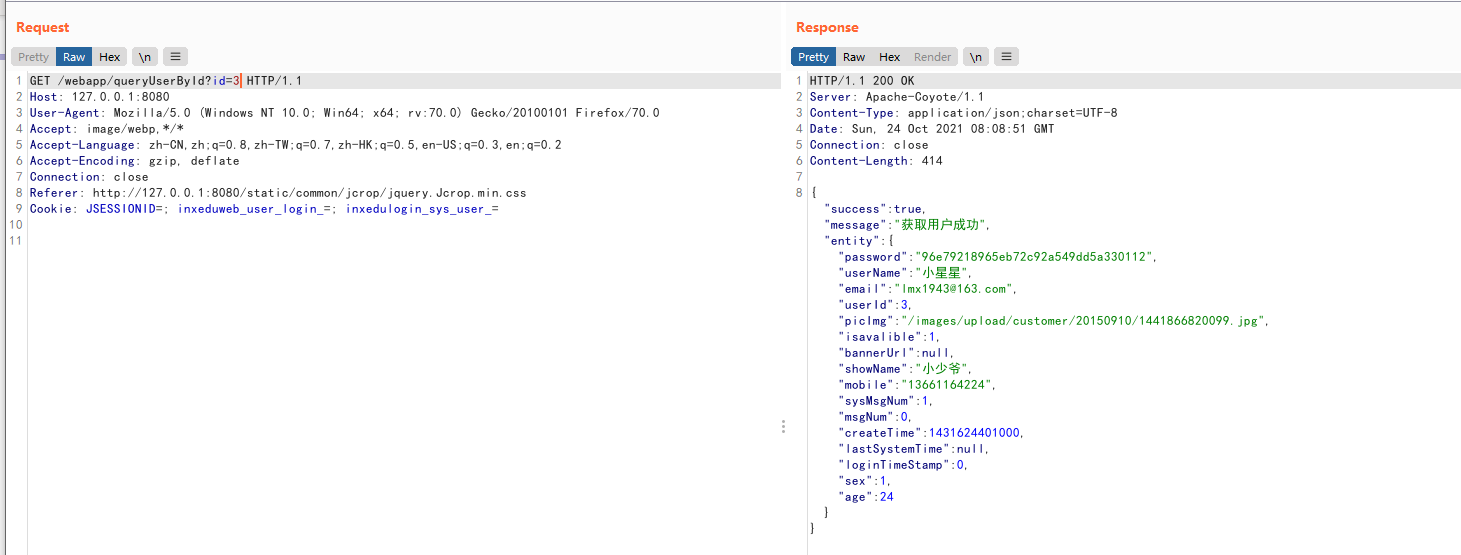 Request
Pretty Raw Hex \n
1 GET /webapp/queryUserById?id=3 HTTP/1.1
2 Host: 127.0.0.1:8080
3 User-Agent: Mozilla/5.0 (Windows NT 10.0; Win64; x64; rv:70.0) Gecko/20100101 Firefox/70.0
4 Accept: image/webp,*/*
5 Accept-Language: zh-CN,zh;q=0.8,zh-TW;q=0.7,zh-HK;q=0.5,en-US;q=0.3,en;q=0.2
6 Accept-Encoding: gzip, deflate
7 Connection: close
8 Referer: http://127.0.0.1:8080/static/common/jcrop/jquery.Jcrop.min.css
9 Cookie: JSESSIONID=; inxeduweb_user_login_=; inxedulogin_sys_user_=
10
11
Response
Pretty Raw Hex Render \n
1 HTTP/1.1 200 OK
2 Server: Apache-Coyote/1.1
3 Content-Type: application/json;charset=UTF-8
4 Date: Sun, 24 Oct 2021 08:08:51 GMT
5 Connection: close
6 Content-Length: 414
7
8 {
"success":true,
"message":"获取用户成功",
"entity":{
"password":"96e79218965eb72c92a549dd5a330112",
"userName":"小星星",
"email":"lmx1943@163.com",
"userId":3,
"picImg":"/images/upload/customer/20150910/1441866820099.jpg",
"isavalible":1,
"bannerUrl":null,
"showName":"小少爷",
"mobile":"13661164224",
"sysMsgNum":1,
"msgNum":0,
"createTime":1431624401000,
"lastSystemTime":null,
"loginTimeStamp":0,
"sex":1,
"age":24
}
}